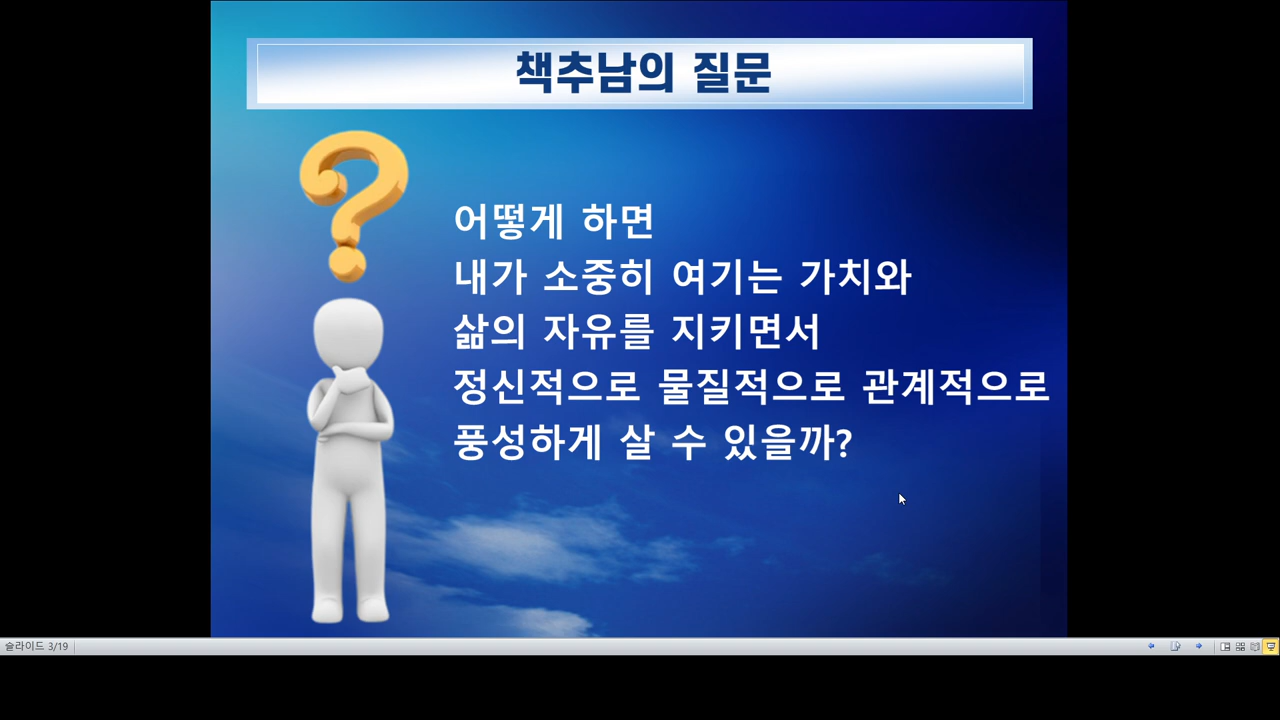 책추남의 질문
어떻게 하면
내가 소중히 여기는 가치와
삶의 자유를 지키면서
정신적으로 물질적으로 관계적으로
풍성하게 살 수 있을까?
슬라이드 3/19